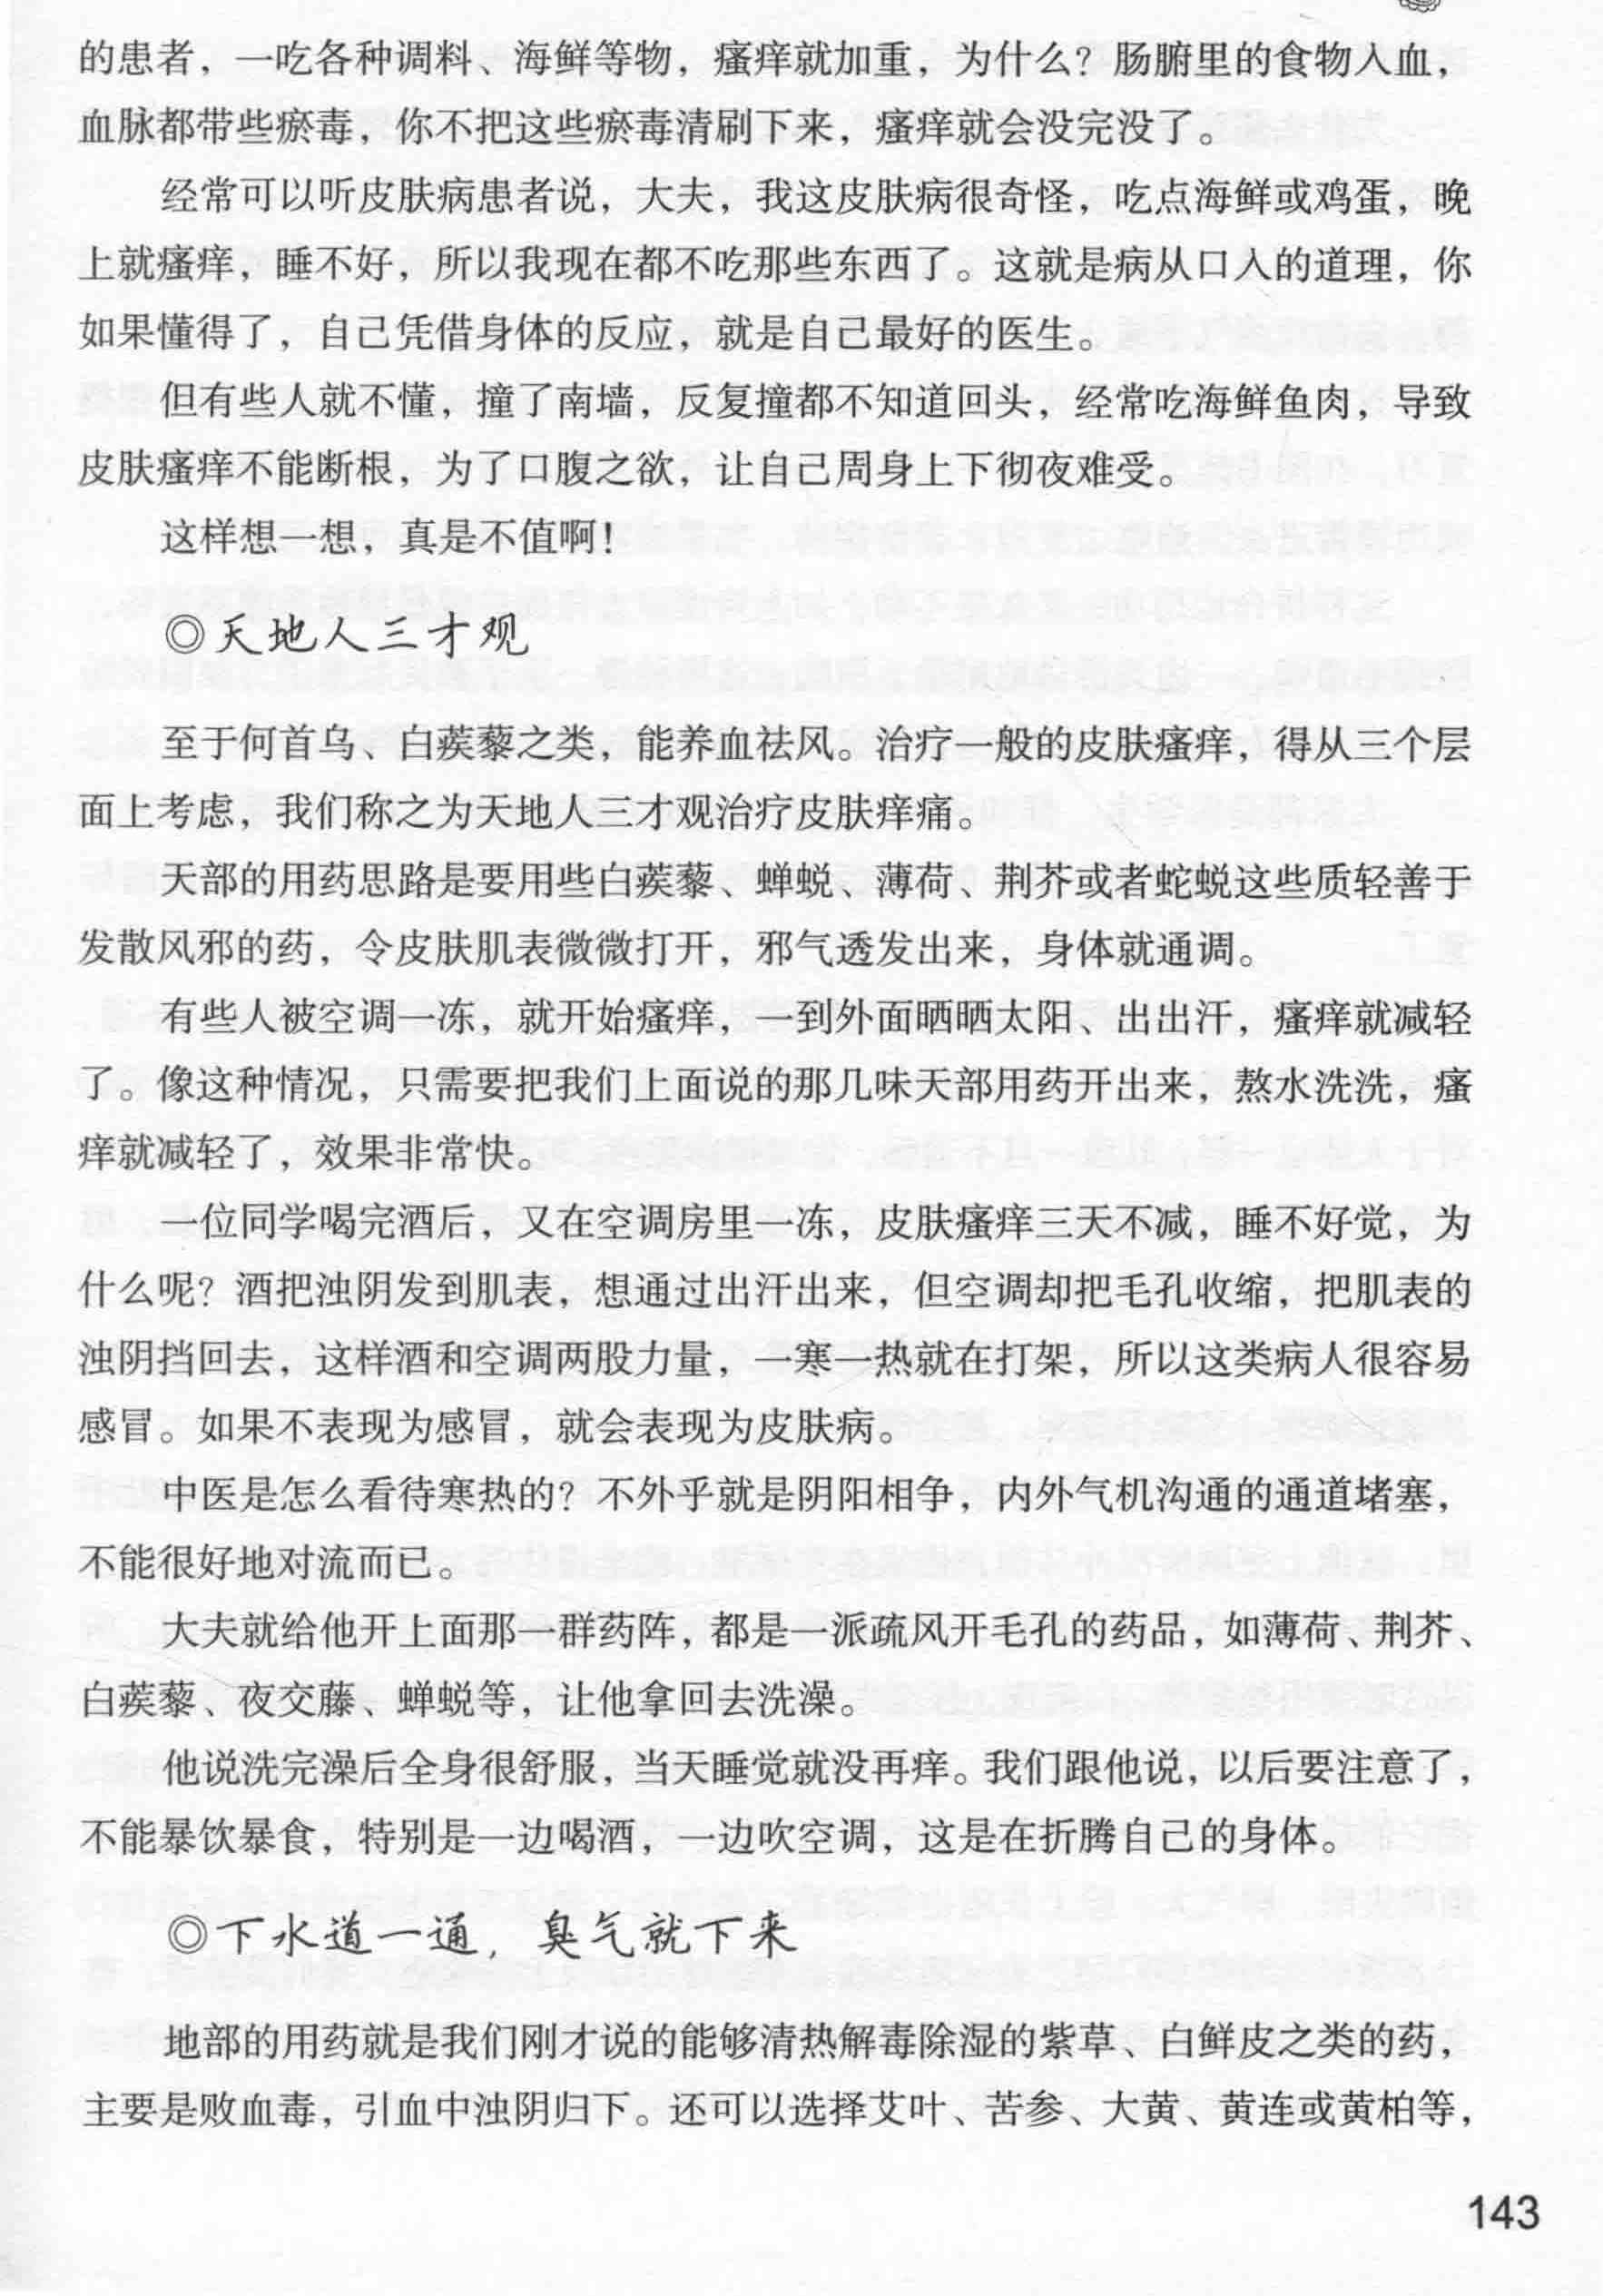 的患者，一吃各种调料、海鲜等物，瘙痒就加重，为什么？肠腑里的食物入血，
血脉都带些瘀毒，你不把这些瘀毒清刷下来，瘙痒就会没完没了。
经常可以听皮肤病患者说，大夫，我这皮肤病很奇怪，吃点海鲜或鸡蛋，晚
上就瘙痒，睡不好，所以我现在都不吃那些东西了。这就是病从口入的道理，你
如果懂得了，自己凭借身体的反应，就是自己最好的医生。
但有些人就不懂，撞了南墙，反复撞都不知道回头，经常吃海鲜鱼肉，导致
皮肤瘙痒不能断根，为了口腹之欲，让自己周身上下彻夜难受。
这样想一想，真是不值啊！
◎天地人三才观
至于何首乌、白蒺藜之类，能养血祛风。治疗一般的皮肤瘙痒，得从三个层
面上考虑，我们称之为天地人三才观治疗皮肤痒痛。
天部的用药思路是要用些白蒺藜、蝉蜕、薄荷、荆芥或者蛇蜕这些质轻善于
发散风邪的药，令皮肤肌表微微打开，邪气透发出来，身体就通调。
有些人被空调一冻，就开始瘙痒，一到外面晒晒太阳、出出汗，瘙痒就减轻
了。像这种情况，只需要把我们上面说的那几味天部用药开出来，熬水洗洗，瘙
痒就减轻了，效果非常快。
一位同学喝完酒后，又在空调房里一冻，皮肤瘙痒三天不减，睡不好觉，为
什么呢？酒把浊阴发到肌表，想通过出汗出来，但空调却把毛孔收缩，把肌表的
浊阴挡回去，这样酒和空调两股力量，一寒一热就在打架，所以这类病人很容易
感冒。如果不表现为感冒，就会表现为皮肤病。
中医是怎么看待寒热的？不外乎就是阴阳相争，内外气机沟通的通道堵塞，
不能很好地对流而已。
大夫就给他开上面那一群药阵，都是一派疏风开毛孔的药品，如薄荷、荆芥、
白蒺藜、夜交藤、蝉蜕等，让他拿回去洗澡。
他说洗完澡后全身很舒服，当天睡觉就没再痒。我们跟他说，以后要注意了，
不能暴饮暴食，特别是一边喝酒，一边吹空调，这是在折腾自己的身体。
◎下水道一通，臭气就下来
地部的用药就是我们刚才说的能够清热解毒除湿的紫草、白鲜皮之类的药，
主要是败血毒，引血中浊阴归下。还可以选择艾叶、苦参、大黄、黄连或黄柏等，
143